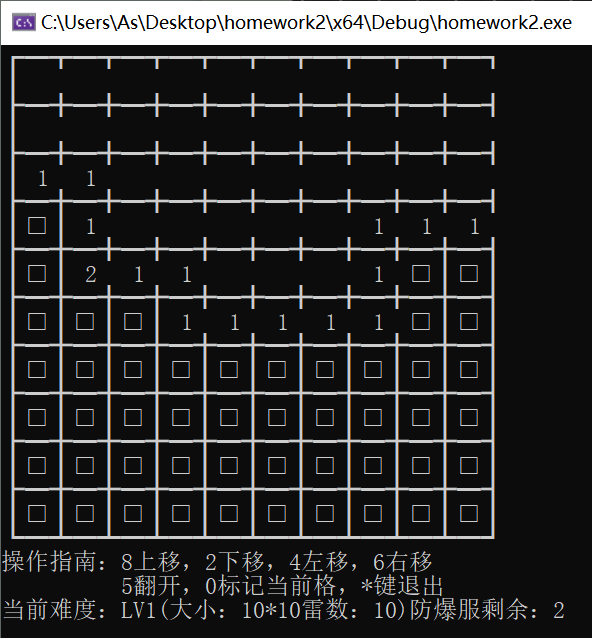 C:\Users\As\Desktop\homework2\x64\Debug\homework2.exe
1 1
□ 1 1 1 1
□ 2 1 1 1 □ □
□ □ □ 1 1 1 1 1 □ □
□ □ □ □ □ □ □ □ □ □
□ □ □ □ □ □ □ □ □ □
□ □ □ □ □ □ □ □ □ □
□ □ □ □ □ □ □ □ □ □
操作指南：8上移，2下移，4左移，6右移
5翻开，0标记当前格，*键退出
当前难度：LV1(大小：10*10雷数：10)防爆服剩余：2